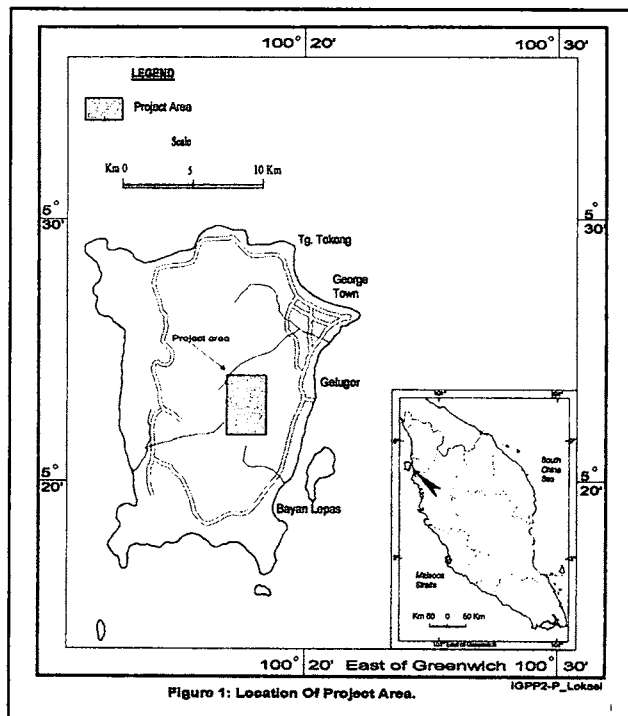 100° 20'
100° 30'
LEGEND
Project Area
Scale
Km 0 5 10 Km
5° 30'
5° 30'
Tg. Tokong
George Town
Project area
Gelugor
5° 20'
5° 20'
Bayan Lepas
South China Sea
Malacca Straits
Km 50 0 50 Km
100° 20' East of Greenwich 100° 30'
Figure 1: Location Of Project Area.
IGPP2-P_Lokasi